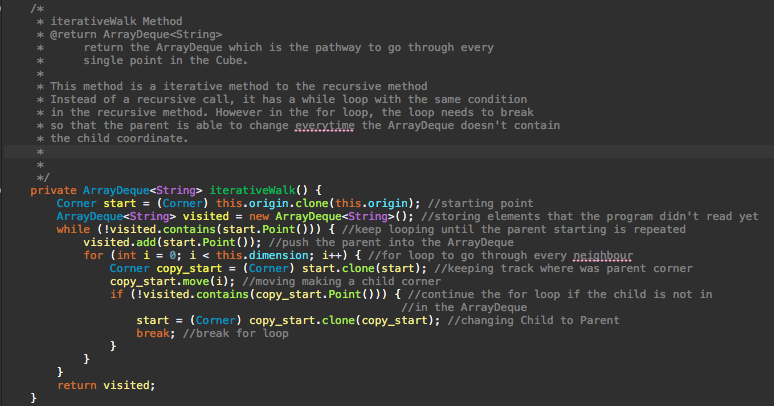 /*
* iterativeWalk Method
* @return ArrayDeque<String>
* return the ArrayDeque which is the pathway to go through every
* single point in the Cube.
*
* This method is a iterative method to the recursive method
* Instead of a recursive call, it has a while loop with the same condition
* in the recursive method. However in the for loop, the loop needs to break
* so that the parent is able to change everytime the ArrayDeque doesn't contain
* the child coordinate.
*
*
*/
private ArrayDeque<String> iterativeWalk() {
Corner start = (Corner) this.origin.clone(this.origin); //starting point
ArrayDeque<String> visited = new ArrayDeque<String>(); //storing elements that the program didn't read yet
while (!visited.contains(start.Point())) { //keep looping until the parent starting is repeated
visited.add(start.Point()); //push the parent into the ArrayDeque
for (int i = 0; i < this.dimension; i++) { //for loop to go through every neighbour
Corner copy_start = (Corner) start.clone(start); //keeping track where was parent corner
copy_start.move(i); //moving making a child corner
if (!visited.contains(copy_start.Point())) { //continue the for loop if the child is not in
//in the ArrayDeque
start = (Corner) copy_start.clone(copy_start); //changing Child to Parent
break; //break for loop
}
}
}
return visited;
}